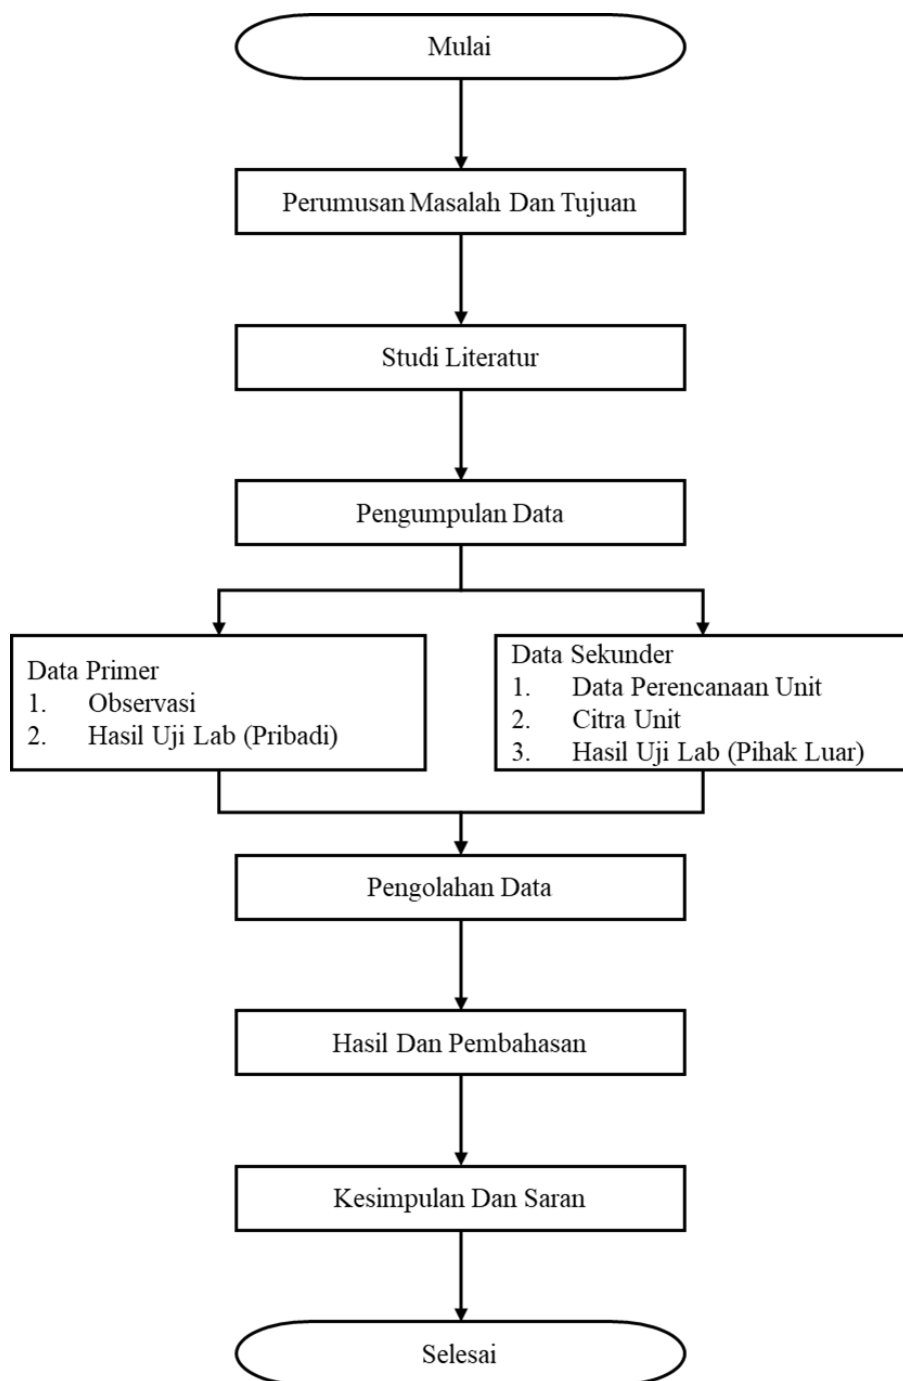 Mulai
Perumusan Masalah Dan Tujuan
Studi Literatur
Pengumpulan Data
Data Primer
1. Observasi
2. Hasil Uji Lab (Pribadi)
Data Sekunder
1. Data Perencanaan Unit
2. Citra Unit
3. Hasil Uji Lab (Pihak Luar)
Pengolahan Data
Hasil Dan Pembahasan
Kesimpulan Dan Saran
Selesai